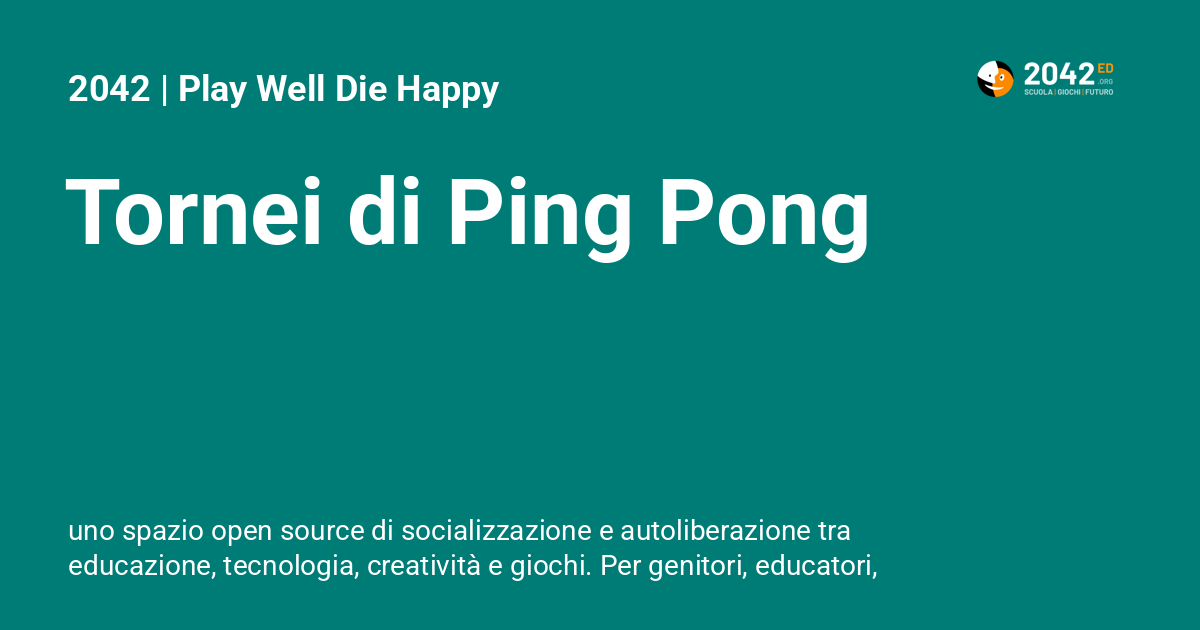 2042 | Play Well Die Happy
2042 ED
.ORG
SCUOLA | GIOCHI | FUTURO
Tornei di Ping Pong
uno spazio open source di socializzazione e autoliberazione tra
educazione, tecnologia, creatività e giochi. Per genitori, educatori,